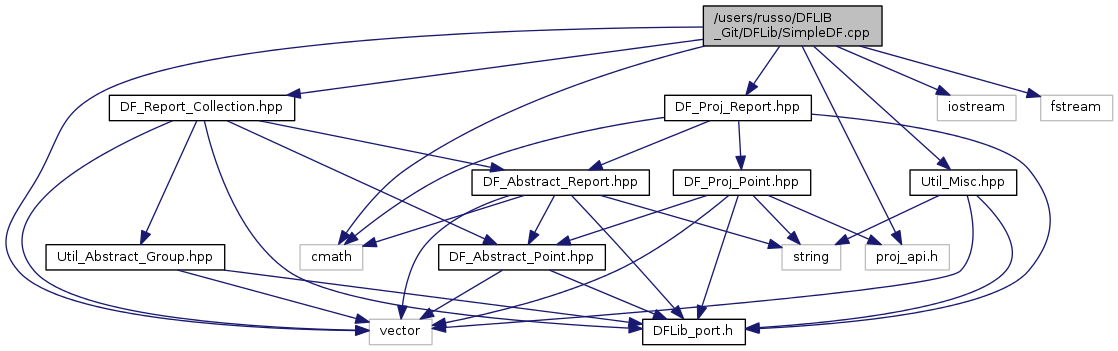 /users/russo/DFLIB
_Git/DFLib/SimpleDF.cpp
DF_Report_Collection.hpp
DF_Proj_Report.hpp
iostream
fstream
DF_Abstract_Report.hpp
DF_Proj_Point.hpp
Util_Misc.hpp
Util_Abstract_Group.hpp
cmath
DF_Abstract_Point.hpp
string
proj_api.h
vector
DFLib_port.h